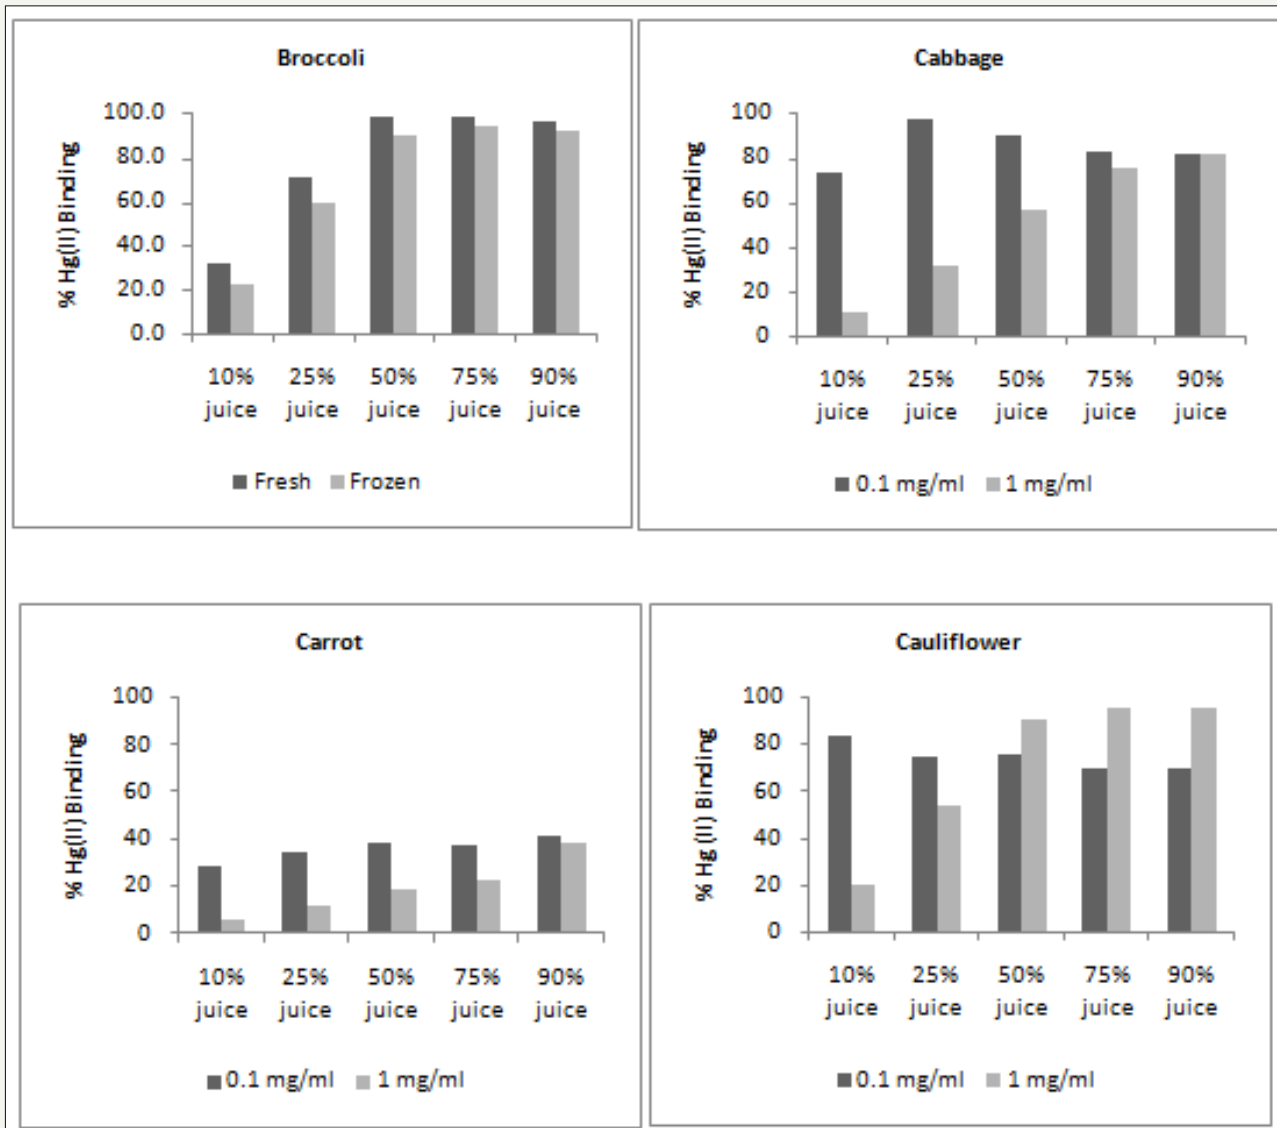 Broccoli
% Hg(II) Binding
100.0
80.0
60.0
40.0
20.0
0.0
10% 25% 50% 75% 90%
juice juice juice juice juice
Fresh Frozen
Cabbage
% Hg(II) Binding
100
80
60
40
20
0
10% 25% 50% 75% 90%
juice juice juice juice juice
0.1 mg/ml 1 mg/ml
Carrot
% Hg(II) Binding
100
80
60
40
20
0
10% 25% 50% 75% 90%
juice juice juice juice juice
0.1 mg/ml 1 mg/ml
Cauliflower
% Hg (II) Binding
100
80
60
40
20
0
10% 25% 50% 75% 90%
juice juice juice juice juice
0.1 mg/ml 1 mg/ml